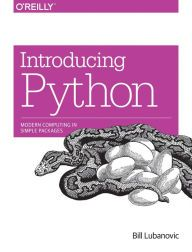 O'REILLY®
Introducing
Python
MODERN COMPUTING IN
SIMPLE PACKAGES
Bill Lubanovic